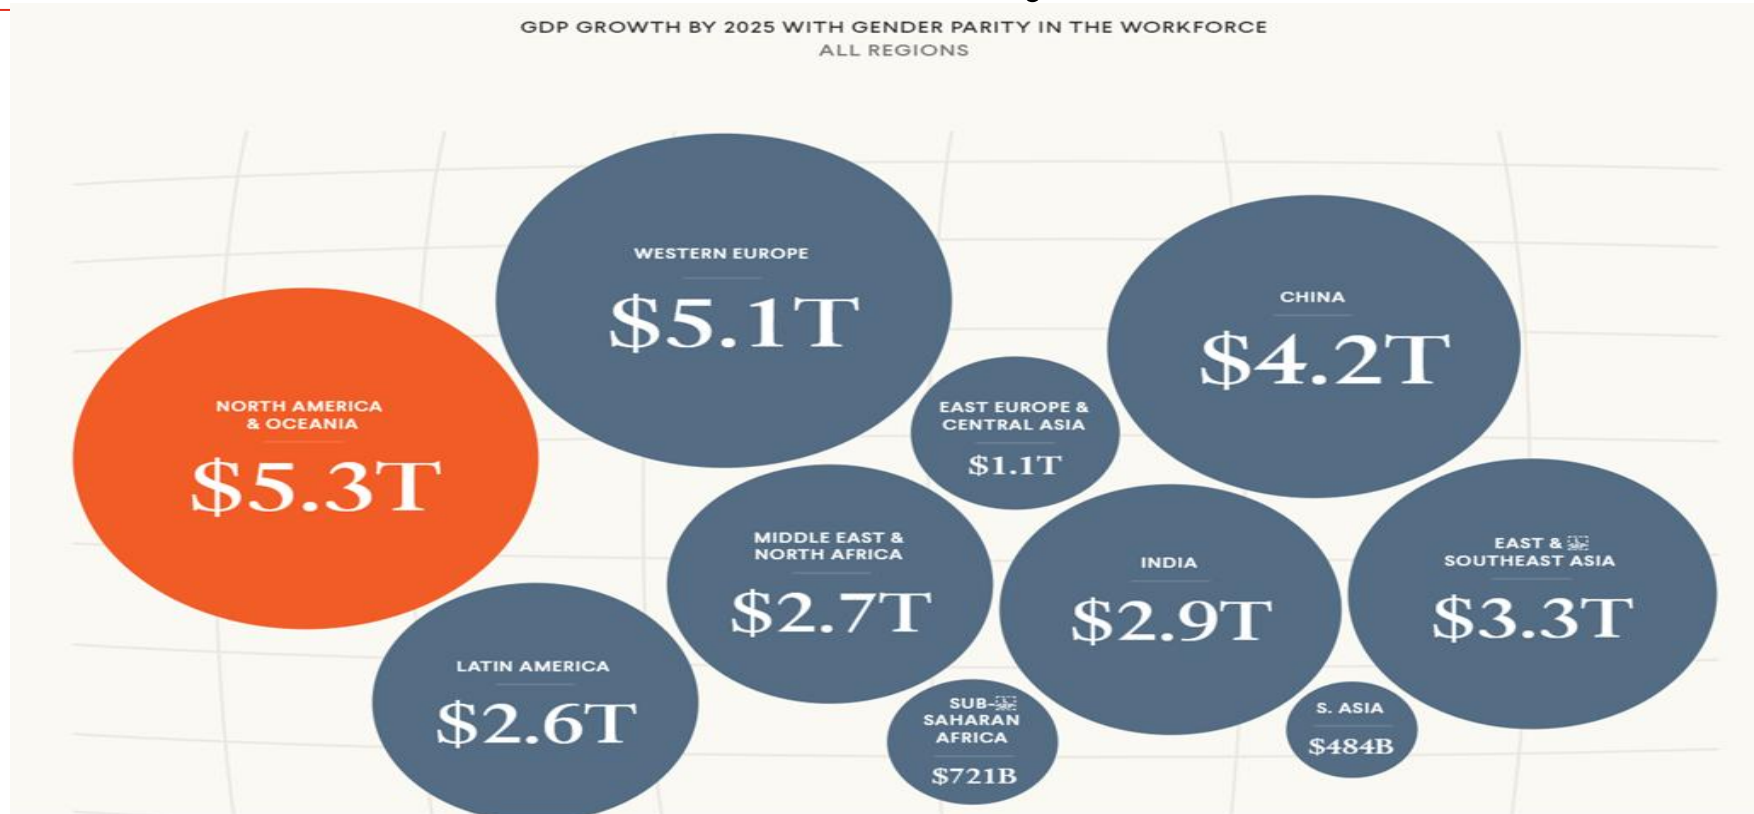 GDP GROWTH BY 2025 WITH GENDER PARITY IN THE WORKFORCE
ALL REGIONS
WESTERN EUROPE
$5.1T
CHINA
$4.2T
NORTH AMERICA
& OCEANIA
$5.3T
EAST EUROPE &
CENTRAL ASIA
$1.1T
MIDDLE EAST &
NORTH AFRICA
$2.7T
INDIA
$2.9T
EAST &
SOUTHEAST ASIA
$3.3T
LATIN AMERICA
$2.6T
SUB-
SAHARAN
AFRICA
$721B
S. ASIA
$484B